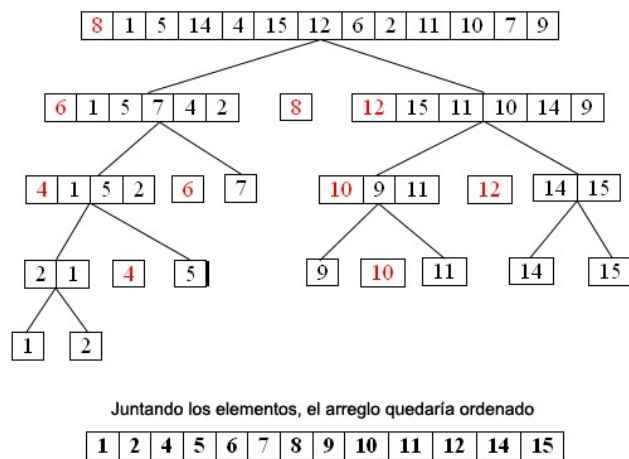 8 1 5 14 4 15 12 6 2 11 10 7 9
6 1 5 7 4 2 8 12 15 11 10 14 9
4 1 5 2 6 7 10 9 11 12 14 15
2 1 4 5 9 10 11 14 15
1 2
Juntando los elementos, el arreglo quedaría ordenado
1 2 4 5 6 7 8 9 10 11 12 14 15